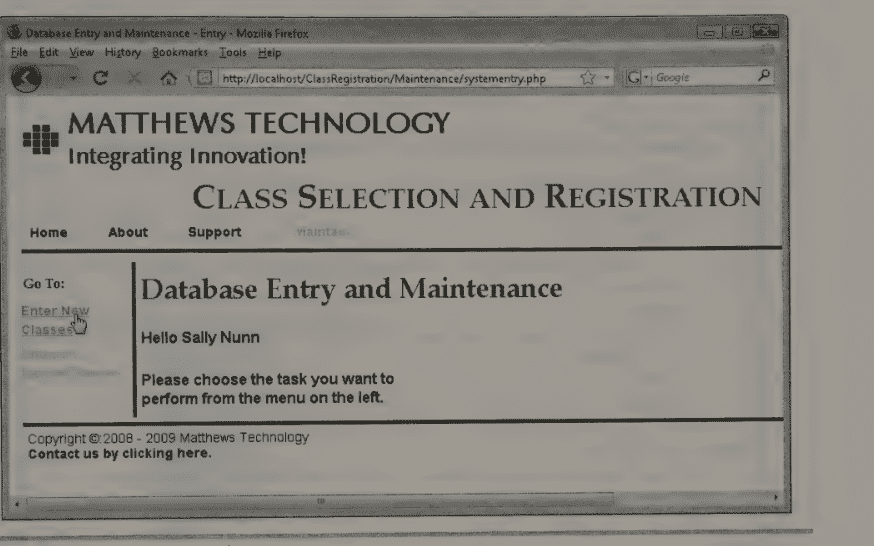 Database Entry and Maintenance - Entry - Mozilla Firefox
File Edit View History Bookmarks Tools Help
http://localhost/ClassRegistration/Maintenance/systementry.php
Google
MATTHEWS TECHNOLOGY
Integrating Innovation!
CLASS SELECTION AND REGISTRATION
Home About Support
Go To:
Enter New
Classes
Database Entry and Maintenance
Hello Sally Nunn
Please choose the task you want to
perform from the menu on the left.
Copyright © 2008 - 2009 Matthews Technology
Contact us by clicking here.